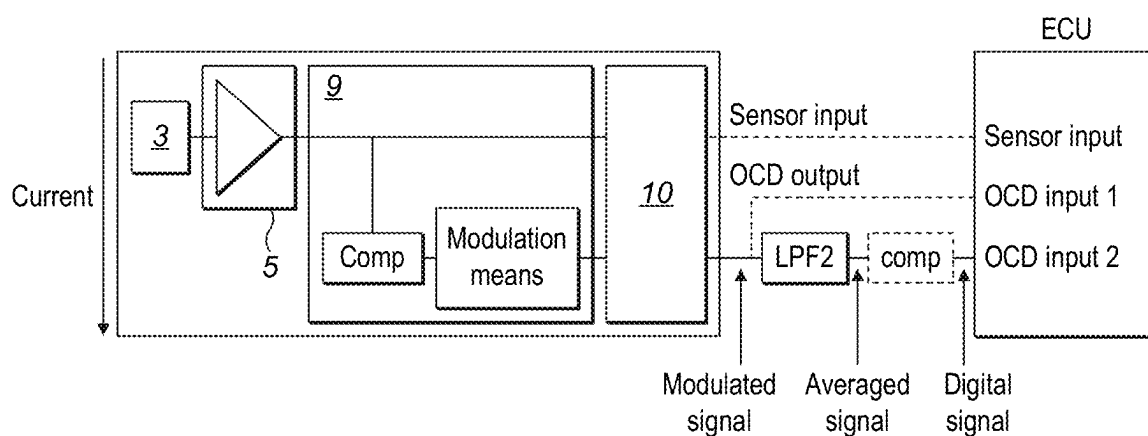 ECU
9
3
Sensor input
Sensor input
OCD output
10
Current
OCD input 1
Modulation
means
Comp
5
LPF2
comp
OCD input 2
Modulated
signal
Averaged
signal
Digital
signal